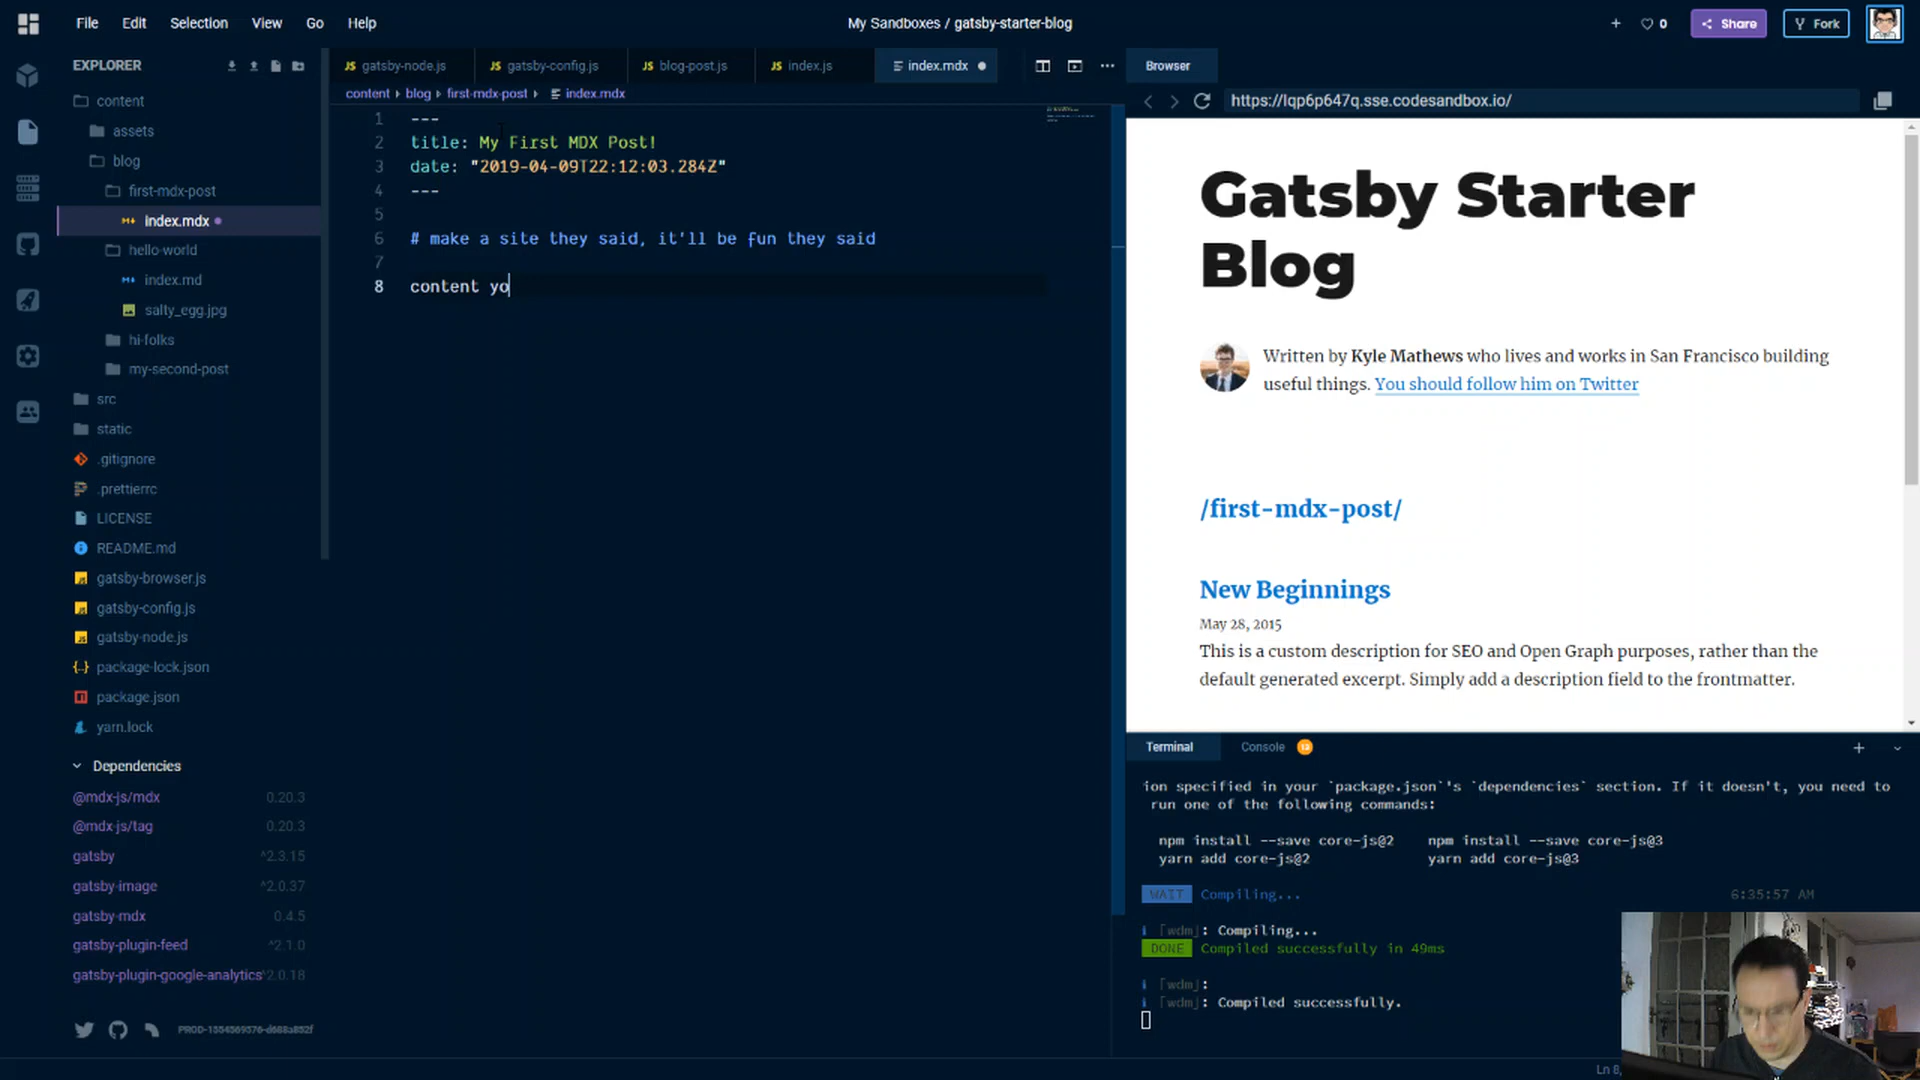 File Edit Selection View Go Help
My Sandboxes / gatsby-starter-blog
0 Share Fork
EXPLORER
content
assets
blog
first-mdx-post
index.mdx
hello-world
index.md
salty_egg.jpg
hi-folks
my-second-post
src
static
.gitignore
.prettierrc
LICENSE
README.md
gatsby-browser.js
gatsby-config.js
gatsby-node.js
package-lock.json
package.json
yarn.lock
Dependencies
@mdx-js/mdx 0.20.3
@mdx-js/tag 0.20.3
gatsby ^2.3.15
gatsby-image ^2.0.37
gatsby-mdx 0.4.5
gatsby-plugin-feed ^2.1.0
gatsby-plugin-google-analytics ^2.0.18
gatsby-node.js gatsby-config.js blog-post.js index.js index.mdx
content blog first-mdx-post index.mdx
1 ---
2 title: My First MDX Post!
3 date: "2019-04-09T22:12:03.284Z"
4 ---
5
6 # make a site they said, it'll be fun they said
7
8 content yo
Browser
https://lqp6p647q.sse.codesandbox.io/
Gatsby Starter
Blog
Written by Kyle Mathews who lives and works in San Francisco building
useful things. You should follow him on Twitter
/first-mdx-post/
New Beginnings
May 28, 2015
This is a custom description for SEO and Open Graph purposes, rather than the
default generated excerpt. Simply add a description field to the frontmatter.
Terminal Console 13
ion specified in your `package.json`'s `dependencies` section. If it doesn't, you need to
run one of the following commands:
npm install --save core-js@2 npm install --save core-js@3
yarn add core-js@2 yarn add core-js@3
WAIT Compiling... 6:35:57 AM
i ｢wdm｣: Compiling...
DONE Compiled successfully in 49ms
i ｢wdm｣:
i ｢wdm｣: Compiled successfully.
Ln 8,